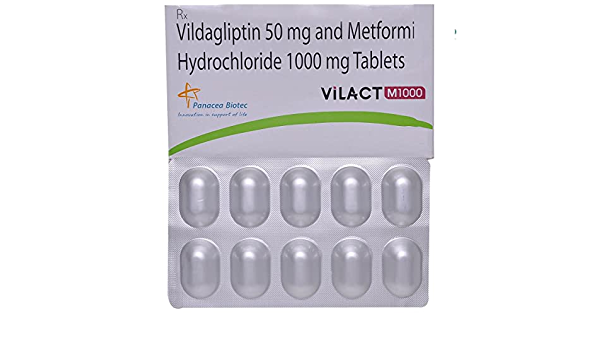 Rx
Vildagliptin 50 mg and Metformi
Hydrochloride 1000 mg Tablets
Panacea Biotec
Innovation in support of life
ViLACT M1000